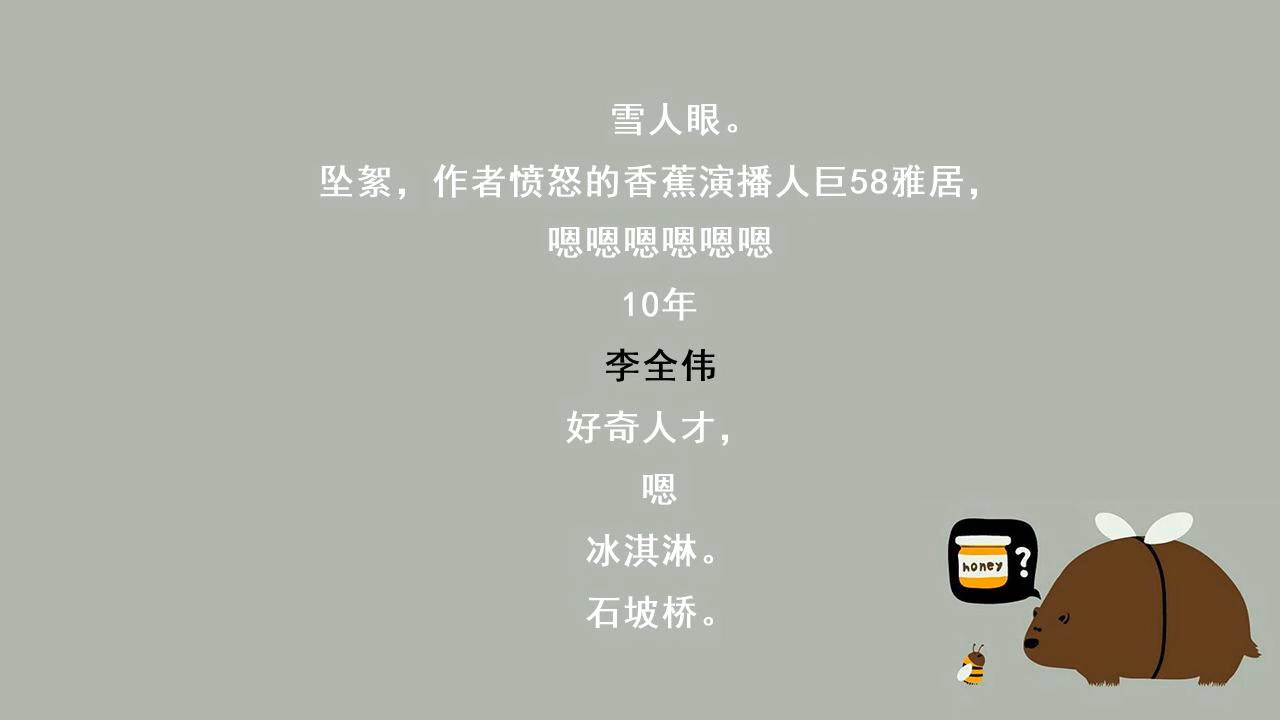 雪人眼。
坠絮，作者愤怒的香蕉演播人巨58雅居，
嗯嗯嗯嗯嗯嗯
10年
李全伟
好奇人才，
嗯
冰淇淋。
石坡桥。
honey
?